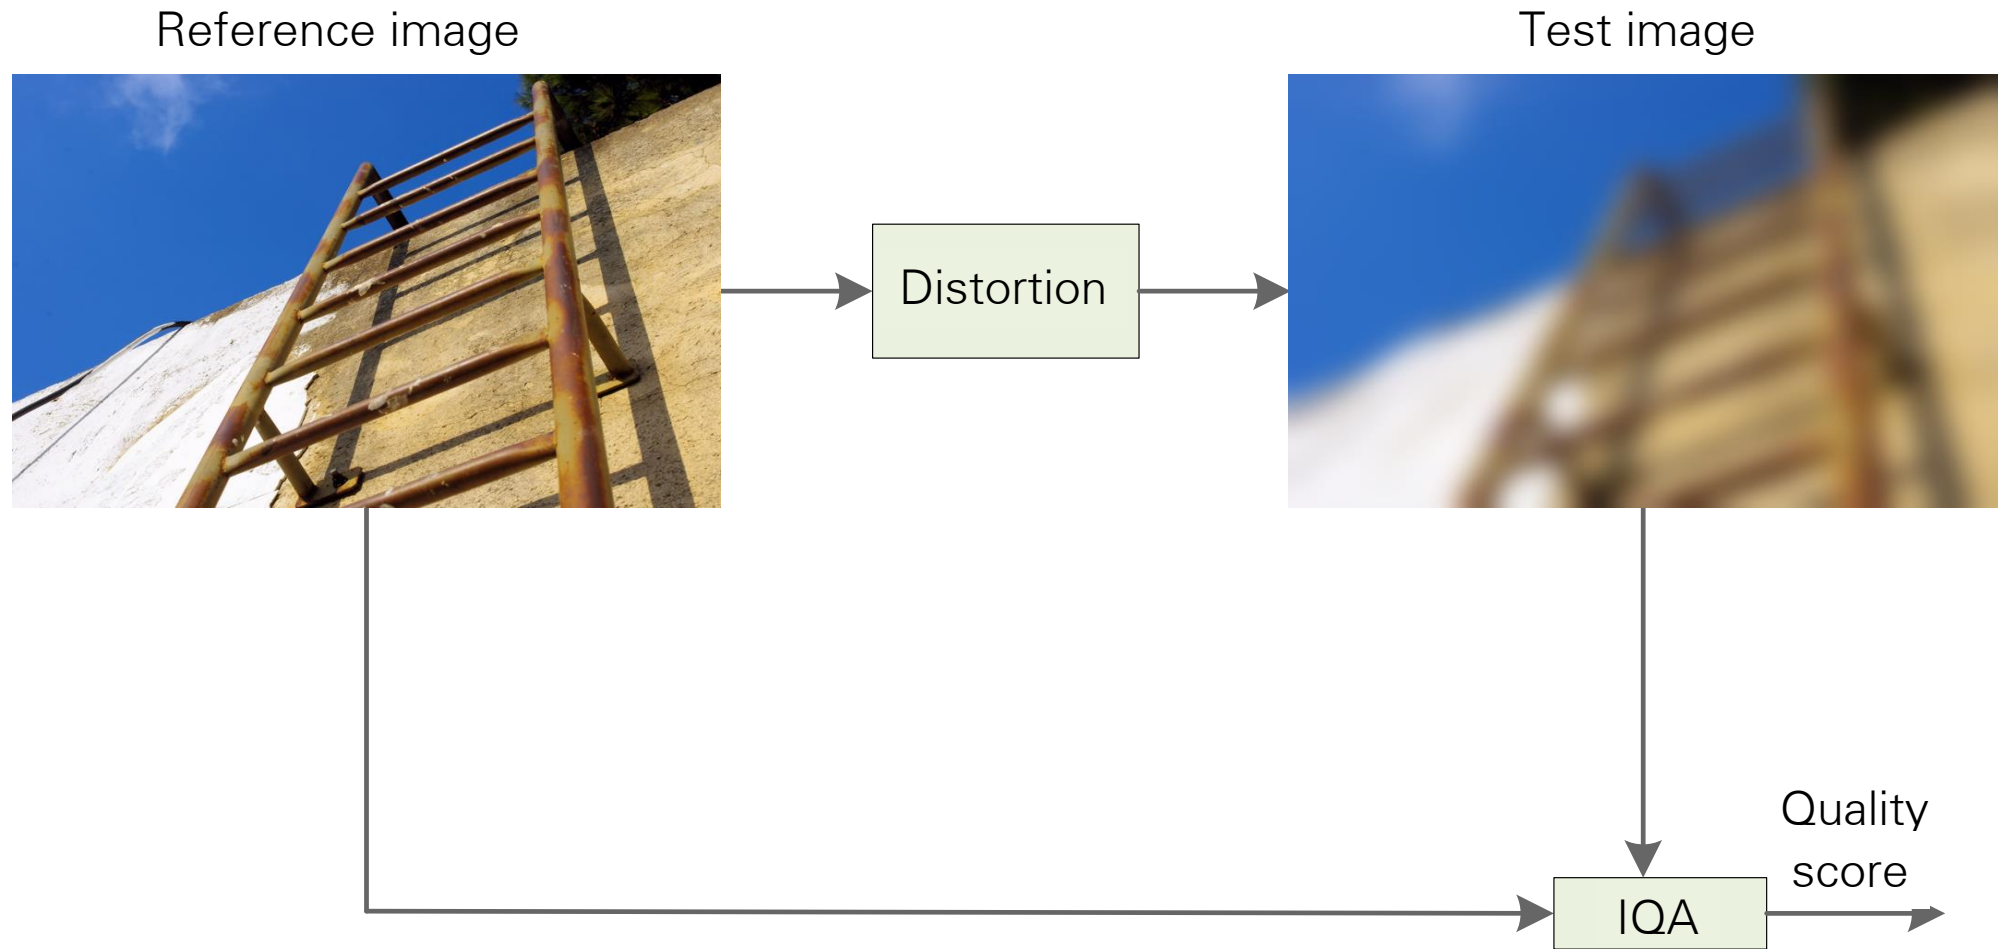 Reference image
Test image
Distortion
Quality
score
IQA